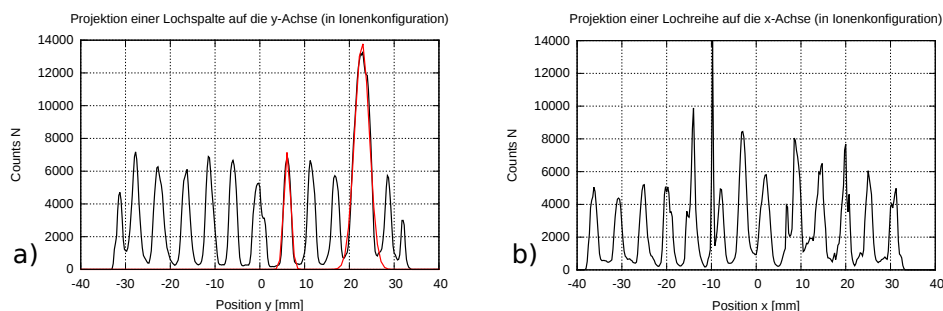 Projektion einer Lochspalte auf die y-Achse (in Ionenkonfiguration)
14000
12000
10000
8000
6000
4000
2000
0
Counts N
-40 -30 -20 -10 0 10 20 30 40
Position y [mm]
a)
Projektion einer Lochreihe auf die x-Achse (in Ionenkonfiguration)
14000
12000
10000
8000
6000
4000
2000
0
Counts N
-40 -30 -20 -10 0 10 20 30 40
Position x [mm]
b)